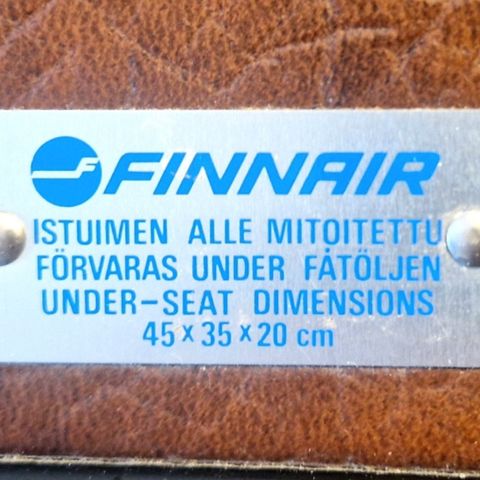 FINNAIR
ISTUIMEN ALLE MITOITETTU
FÖRVARAS UNDER FÅTÖLJEN
UNDER-SEAT DIMENSIONS
45 x 35 x 20 cm